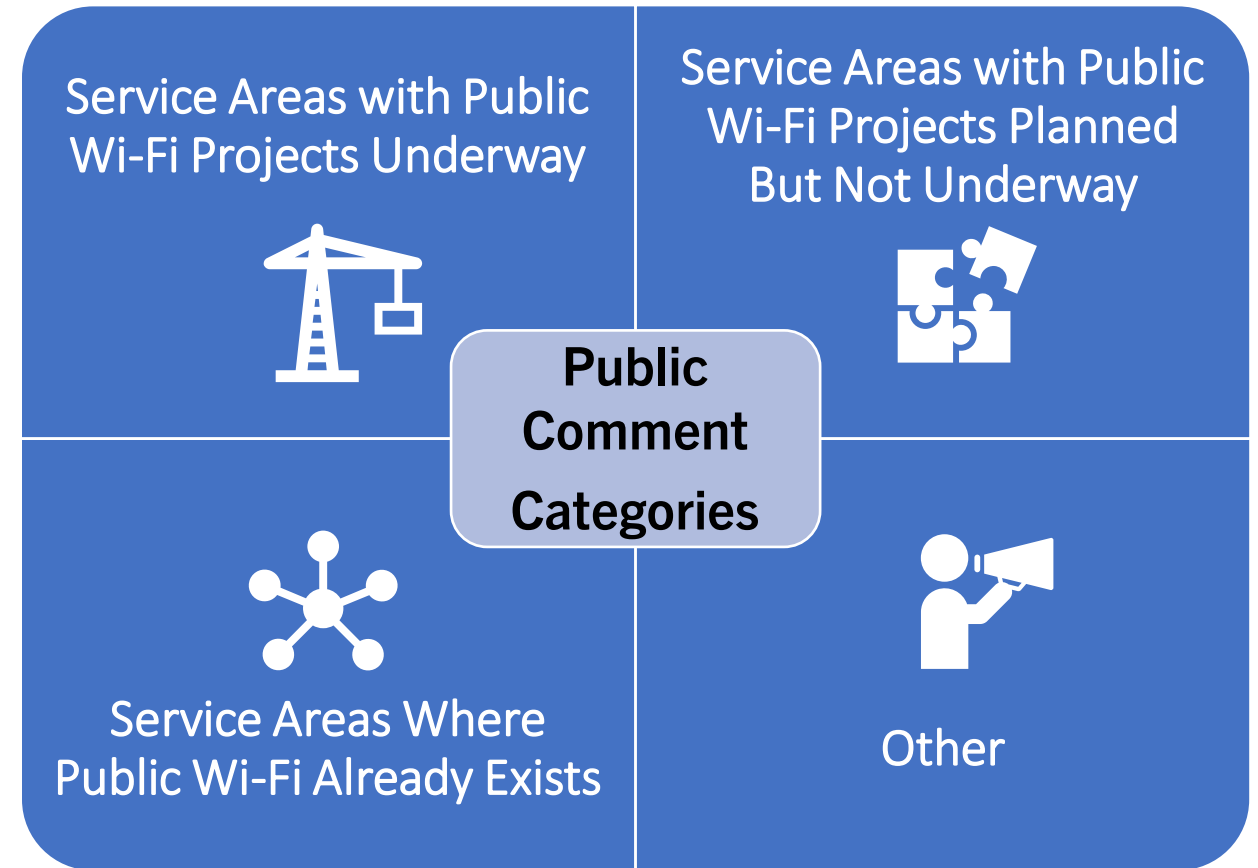 Service Areas with Public
Wi-Fi Projects Underway
Service Areas with Public
Wi-Fi Projects Planned
But Not Underway
Public
Comment
Categories
Service Areas Where
Public Wi-Fi Already Exists
Other